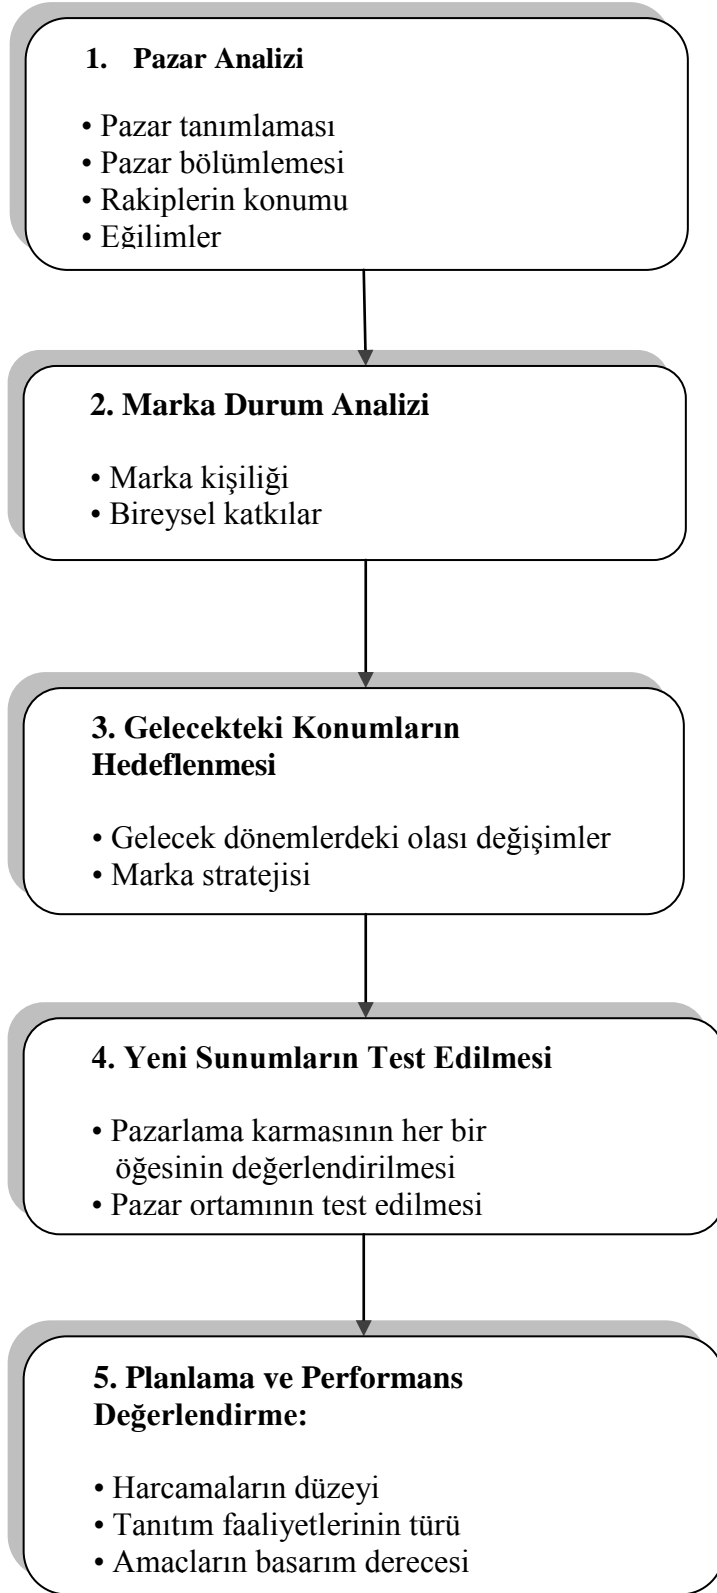 1. Pazar Analizi
• Pazar tanımlaması
• Pazar bölümlemesi
• Rakiplerin konumu
• Eğilimler
2. Marka Durum Analizi
• Marka kişiliği
• Bireysel katkılar
3. Gelecekteki Konumların
Hedeflenmesi
• Gelecek dönemlerdeki olası değişimler
• Marka stratejisi
4. Yeni Sunumların Test Edilmesi
• Pazarlama karmasının her bir
öğesinin değerlendirilmesi
• Pazar ortamının test edilmesi
5. Planlama ve Performans
Değerlendirme:
• Harcamaların düzeyi
• Tanıtım faaliyetlerinin türü
• Amaçların başarım derecesi